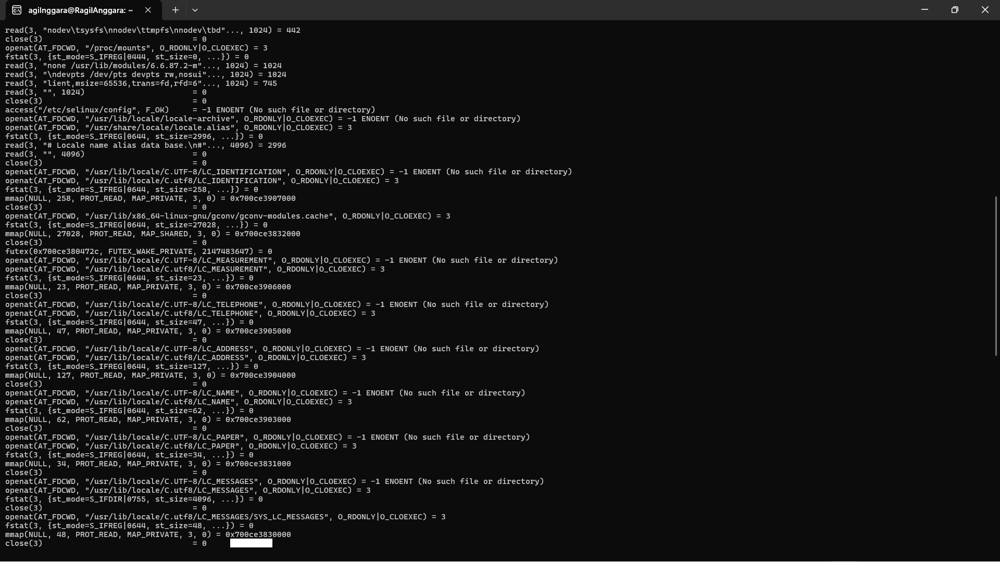 agilnggara@RagilAnggara: ~
read(3, "nodev\tsysfs\nnodev\ttmpfs\nnodev\tbd"..., 1024) = 442
close(3)                                = 0
openat(AT_FDCWD, "/proc/mounts", O_RDONLY|O_CLOEXEC) = 3
fstat(3, {st_mode=S_IFREG|0444, st_size=0, ...}) = 0
read(3, "none /usr/lib/modules/6.6.87.2-m"..., 1024) = 1024
read(3, "\ndevpts /dev/pts devpts rw,nosui"..., 1024) = 1024
read(3, "lient,msize=65536,trans=fd,rfd=6"..., 1024) = 745
read(3, "", 1024)                       = 0
close(3)                                = 0
access("/etc/selinux/config", F_OK)     = -1 ENOENT (No such file or directory)
openat(AT_FDCWD, "/usr/lib/locale/locale-archive", O_RDONLY|O_CLOEXEC) = -1 ENOENT (No such file or directory)
openat(AT_FDCWD, "/usr/share/locale/locale.alias", O_RDONLY|O_CLOEXEC) = 3
fstat(3, {st_mode=S_IFREG|0644, st_size=2996, ...}) = 0
read(3, "# Locale name alias data base.\n#"..., 4096) = 2996
read(3, "", 4096)                       = 0
close(3)                                = 0
openat(AT_FDCWD, "/usr/lib/locale/C.UTF-8/LC_IDENTIFICATION", O_RDONLY|O_CLOEXEC) = -1 ENOENT (No such file or directory)
openat(AT_FDCWD, "/usr/lib/locale/C.utf8/LC_IDENTIFICATION", O_RDONLY|O_CLOEXEC) = 3
fstat(3, {st_mode=S_IFREG|0644, st_size=258, ...}) = 0
mmap(NULL, 258, PROT_READ, MAP_PRIVATE, 3, 0) = 0x700ce3907000
close(3)                                = 0
openat(AT_FDCWD, "/usr/lib/x86_64-linux-gnu/gconv/gconv-modules.cache", O_RDONLY|O_CLOEXEC) = 3
fstat(3, {st_mode=S_IFREG|0644, st_size=27028, ...}) = 0
mmap(NULL, 27028, PROT_READ, MAP_SHARED, 3, 0) = 0x700ce3832000
close(3)                                = 0
futex(0x700ce380472c, FUTEX_WAKE_PRIVATE, 2147483647) = 0
openat(AT_FDCWD, "/usr/lib/locale/C.UTF-8/LC_MEASUREMENT", O_RDONLY|O_CLOEXEC) = -1 ENOENT (No such file or directory)
openat(AT_FDCWD, "/usr/lib/locale/C.utf8/LC_MEASUREMENT", O_RDONLY|O_CLOEXEC) = 3
fstat(3, {st_mode=S_IFREG|0644, st_size=23, ...}) = 0
mmap(NULL, 23, PROT_READ, MAP_PRIVATE, 3, 0) = 0x700ce3906000
close(3)                                = 0
openat(AT_FDCWD, "/usr/lib/locale/C.UTF-8/LC_TELEPHONE", O_RDONLY|O_CLOEXEC) = -1 ENOENT (No such file or directory)
openat(AT_FDCWD, "/usr/lib/locale/C.utf8/LC_TELEPHONE", O_RDONLY|O_CLOEXEC) = 3
fstat(3, {st_mode=S_IFREG|0644, st_size=47, ...}) = 0
mmap(NULL, 47, PROT_READ, MAP_PRIVATE, 3, 0) = 0x700ce3905000
close(3)                                = 0
openat(AT_FDCWD, "/usr/lib/locale/C.UTF-8/LC_ADDRESS", O_RDONLY|O_CLOEXEC) = -1 ENOENT (No such file or directory)
openat(AT_FDCWD, "/usr/lib/locale/C.utf8/LC_ADDRESS", O_RDONLY|O_CLOEXEC) = 3
fstat(3, {st_mode=S_IFREG|0644, st_size=127, ...}) = 0
mmap(NULL, 127, PROT_READ, MAP_PRIVATE, 3, 0) = 0x700ce3904000
close(3)                                = 0
openat(AT_FDCWD, "/usr/lib/locale/C.UTF-8/LC_NAME", O_RDONLY|O_CLOEXEC) = -1 ENOENT (No such file or directory)
openat(AT_FDCWD, "/usr/lib/locale/C.utf8/LC_NAME", O_RDONLY|O_CLOEXEC) = 3
fstat(3, {st_mode=S_IFREG|0644, st_size=62, ...}) = 0
mmap(NULL, 62, PROT_READ, MAP_PRIVATE, 3, 0) = 0x700ce3903000
close(3)                                = 0
openat(AT_FDCWD, "/usr/lib/locale/C.UTF-8/LC_PAPER", O_RDONLY|O_CLOEXEC) = -1 ENOENT (No such file or directory)
openat(AT_FDCWD, "/usr/lib/locale/C.utf8/LC_PAPER", O_RDONLY|O_CLOEXEC) = 3
fstat(3, {st_mode=S_IFREG|0644, st_size=34, ...}) = 0
mmap(NULL, 34, PROT_READ, MAP_PRIVATE, 3, 0) = 0x700ce3831000
close(3)                                = 0
openat(AT_FDCWD, "/usr/lib/locale/C.UTF-8/LC_MESSAGES", O_RDONLY|O_CLOEXEC) = -1 ENOENT (No such file or directory)
openat(AT_FDCWD, "/usr/lib/locale/C.utf8/LC_MESSAGES", O_RDONLY|O_CLOEXEC) = 3
fstat(3, {st_mode=S_IFDIR|0755, st_size=4096, ...}) = 0
close(3)                                = 0
openat(AT_FDCWD, "/usr/lib/locale/C.utf8/LC_MESSAGES/SYS_LC_MESSAGES", O_RDONLY|O_CLOEXEC) = 3
fstat(3, {st_mode=S_IFREG|0644, st_size=48, ...}) = 0
mmap(NULL, 48, PROT_READ, MAP_PRIVATE, 3, 0) = 0x700ce3830000
close(3)                                = 0